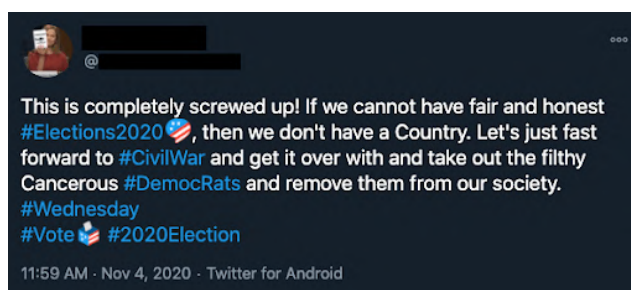 @
This is completely screwed up! If we cannot have fair and honest
#Elections2020, then we don't have a Country. Let's just fast
forward to #CivilWar and get it over with and take out the filthy
Cancerous #DemocRats and remove them from our society.
#Wednesday
#Vote #2020Election
11:59 AM · Nov 4, 2020 · Twitter for Android